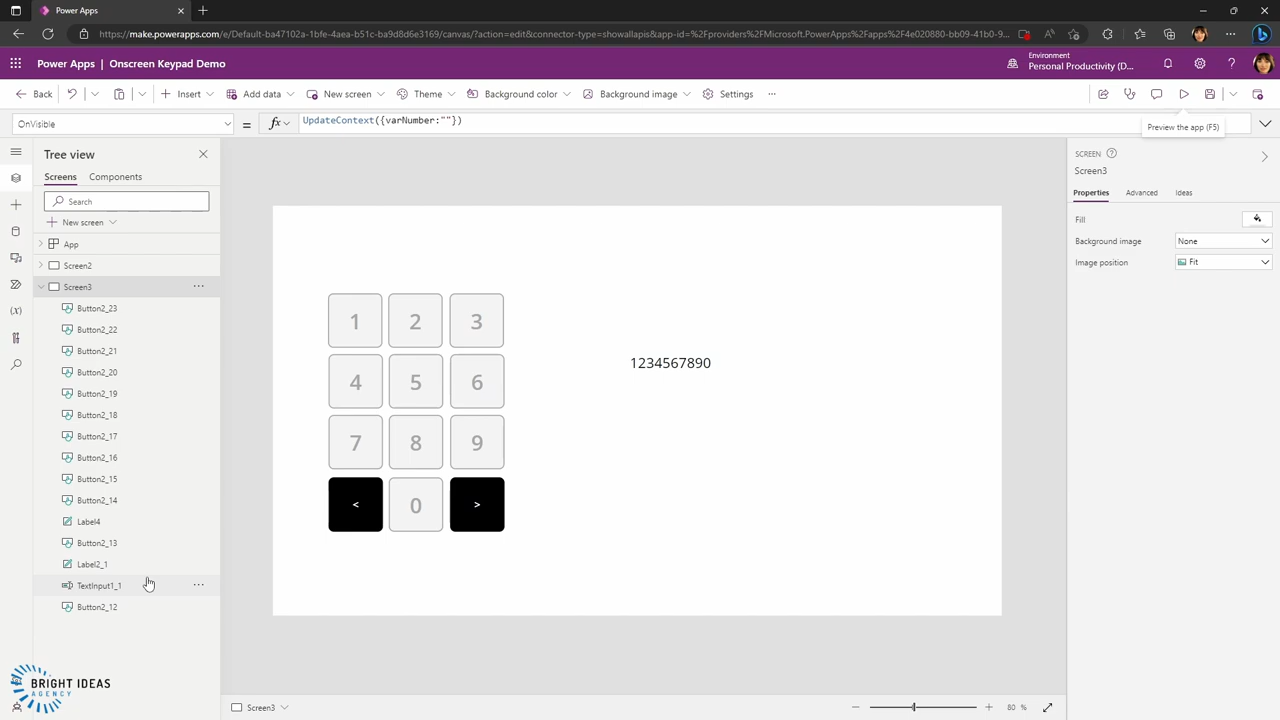 Power Apps
https://make.powerapps.com/e/Default-ba47102a-1bfe-4aea-b51c-ba9d8d6e3169/canvas/?action=edit&connector-type=showallapis&app-id=%2Fproviders%2FMicrosoft.PowerApps%2Fapps%2F4e020880-bb09-41b0-9...
Power Apps | Onscreen Keypad Demo
Environment
Personal Productivity (D...
Back
Insert
Add data
New screen
Theme
Background color
Background image
Settings
...
OnVisible
= fx
UpdateContext({varNumber:""})
Preview the app (F5)
Tree view
Screens
Components
Search
New screen
App
Screen2
Screen3
...
Button2_23
Button2_22
Button2_21
Button2_20
Button2_19
Button2_18
Button2_17
Button2_16
Button2_15
Button2_14
Label4
Button2_13
Label2_1
TextInput1_1
...
Button2_12
1 2 3
4 5 6
7 8 9
< 0 >
1234567890
SCREEN
Screen3
Properties
Advanced
Ideas
Fill
Background image
None
Image position
Fit
BRIGHT IDEAS
AGENCY
Screen3
80 %